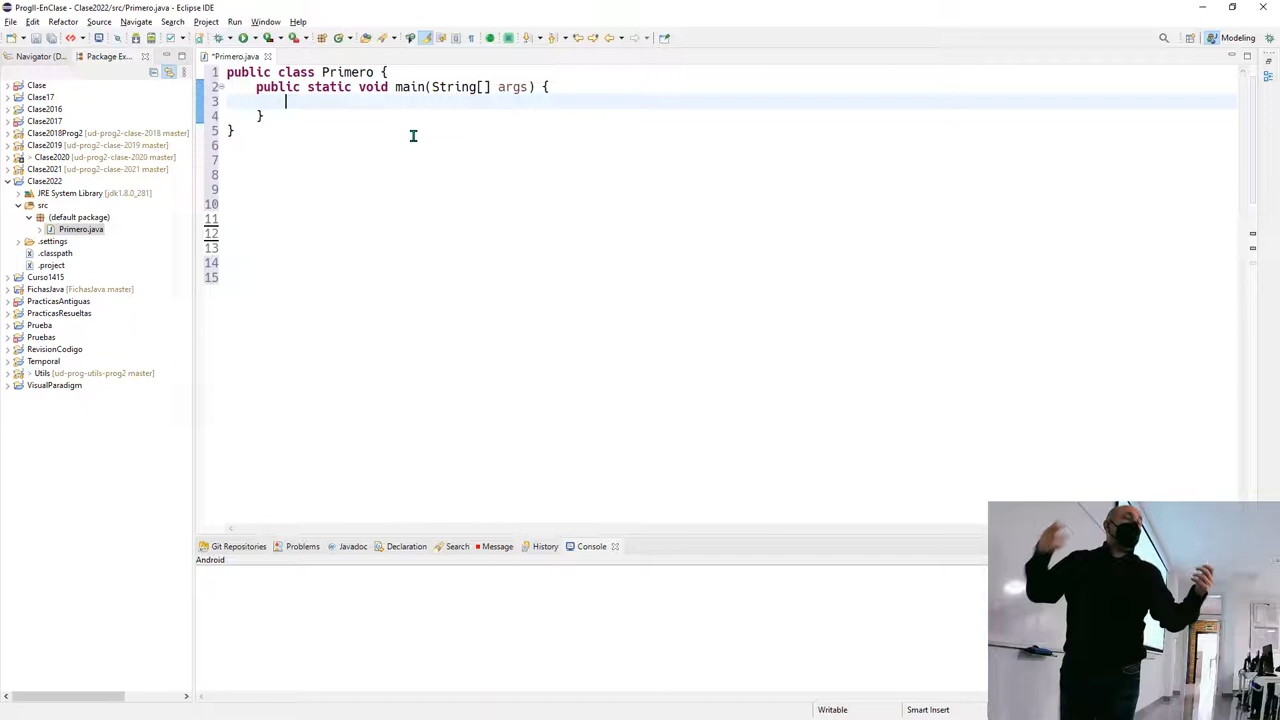 ProgII-EnClase - Clase2022/src/Primero.java - Eclipse IDE
File Edit Refactor Source Navigate Search Project Run Window Help
Modeling
Navigator (D...
Package Ex...
*Primero.java
Clase
Clase17
Clase2016
Clase2017
Clase2018Prog2 [ud-prog2-clase-2018 master]
Clase2019 [ud-prog2-clase-2019 master]
> Clase2020 [ud-prog2-clase-2020 master]
Clase2021 [ud-prog2-clase-2021 master]
Clase2022
JRE System Library [jdk1.8.0_281]
src
(default package)
Primero.java
.settings
.classpath
.project
Curso1415
FichasJava [FichasJava master]
PracticasAntiguas
PracticasResueltas
Prueba
Pruebas
RevisionCodigo
Temporal
> Utils [ud-prog-utils-prog2 master]
VisualParadigm
1 public class Primero {
2 public static void main(String[] args) {
3
4 }
5 }
6
7
8
9
10
11
12
13
14
15
Git Repositories Problems Javadoc Declaration Search Message History Console
Android
Writable Smart Insert